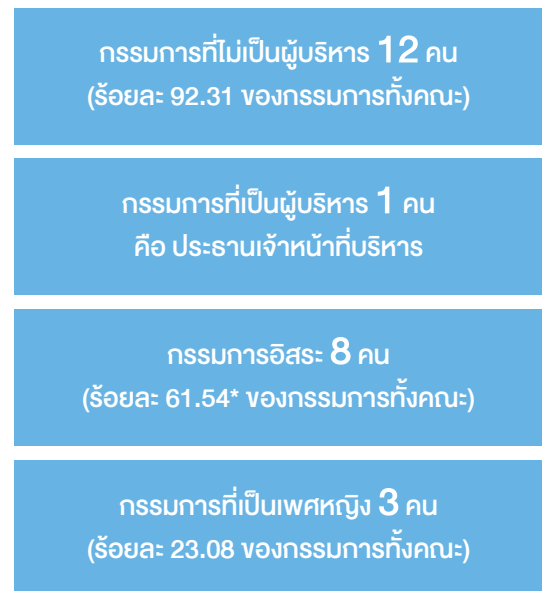 กรรมการที่ไม่เป็นผู้บริหาร 12 คน
(ร้อยละ 92.31 ของกรรมการทั้งคณะ)
กรรมการที่เป็นผู้บริหาร 1 คน
คือ ประธานเจ้าหน้าที่บริหาร
กรรมการอิสระ 8 คน
(ร้อยละ 61.54* ของกรรมการทั้งคณะ)
กรรมการที่เป็นเพศหญิง 3 คน
(ร้อยละ 23.08 ของกรรมการทั้งคณะ)